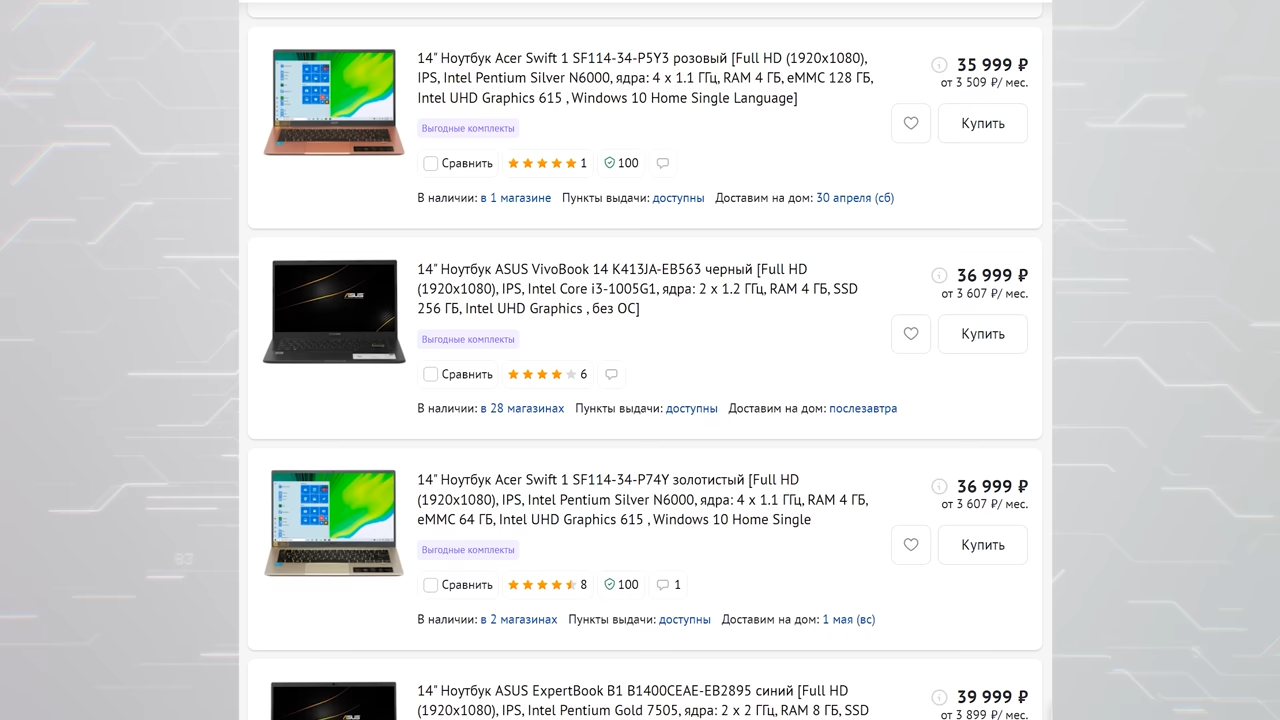 14" Ноутбук Acer Swift 1 SF114-34-P5Y3 розовый [Full HD (1920x1080),
IPS, Intel Pentium Silver N6000, ядра: 4 x 1.1 ГГц, RAM 4 ГБ, eMMC 128 ГБ,
Intel UHD Graphics 615 , Windows 10 Home Single Language]
35 999 ₽
от 3 509 ₽/ мес.
Купить
Выгодные комплекты
Сравнить 1 100
В наличии: в 1 магазине Пункты выдачи: доступны Доставим на дом: 30 апреля (сб)
14" Ноутбук ASUS VivoBook 14 K413JA-EB563 черный [Full HD
(1920x1080), IPS, Intel Core i3-1005G1, ядра: 2 x 1.2 ГГц, RAM 4 ГБ, SSD
256 ГБ, Intel UHD Graphics , без ОС]
36 999 ₽
от 3 607 ₽/ мес.
Купить
ASUS
Выгодные комплекты
Сравнить 6
В наличии: в 28 магазинах Пункты выдачи: доступны Доставим на дом: послезавтра
14" Ноутбук Acer Swift 1 SF114-34-P74Y золотистый [Full HD
(1920x1080), IPS, Intel Pentium Silver N6000, ядра: 4 x 1.1 ГГц, RAM 4 ГБ,
eMMC 64 ГБ, Intel UHD Graphics 615 , Windows 10 Home Single
36 999 ₽
от 3 607 ₽/ мес.
Купить
Выгодные комплекты
Сравнить 8 100 1
В наличии: в 2 магазинах Пункты выдачи: доступны Доставим на дом: 1 мая (вс)
14" Ноутбук ASUS ExpertBook B1 B1400CEAE-EB2895 синий [Full HD
(1920x1080), IPS, Intel Pentium Gold 7505, ядра: 2 x 2 ГГц, RAM 8 ГБ, SSD
39 999 ₽
от 3 899 ₽/ мес.